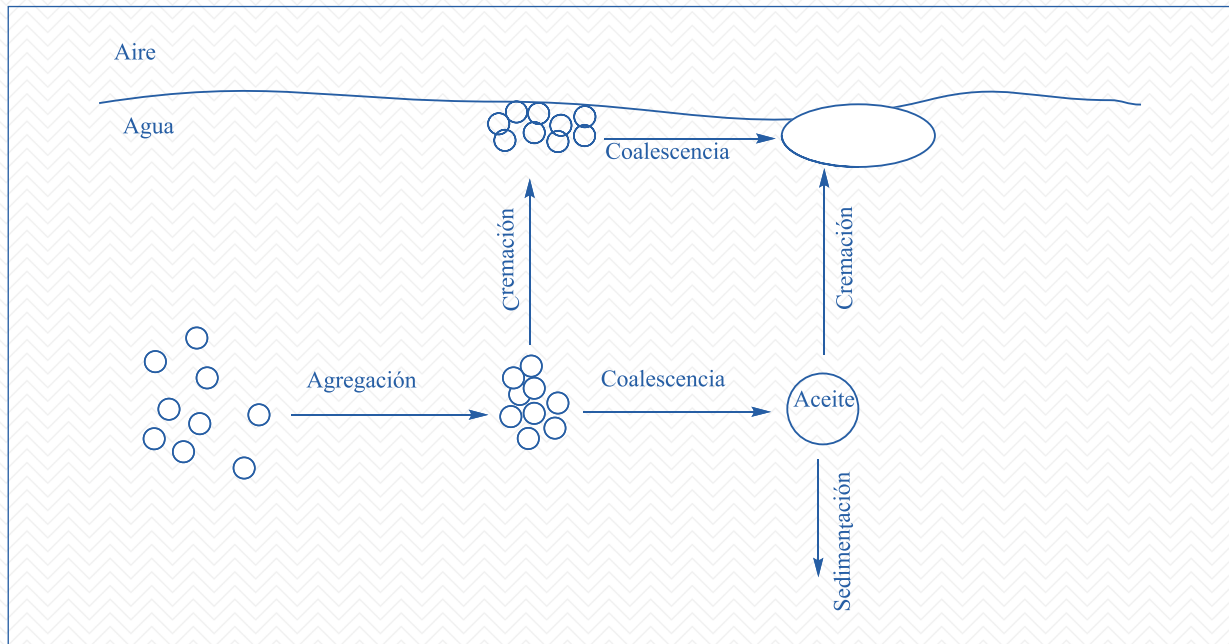 Aire
Agua
Coalescencia
Cremación
Cremación
Agregación
Coalescencia
Aceite
Sedimentación